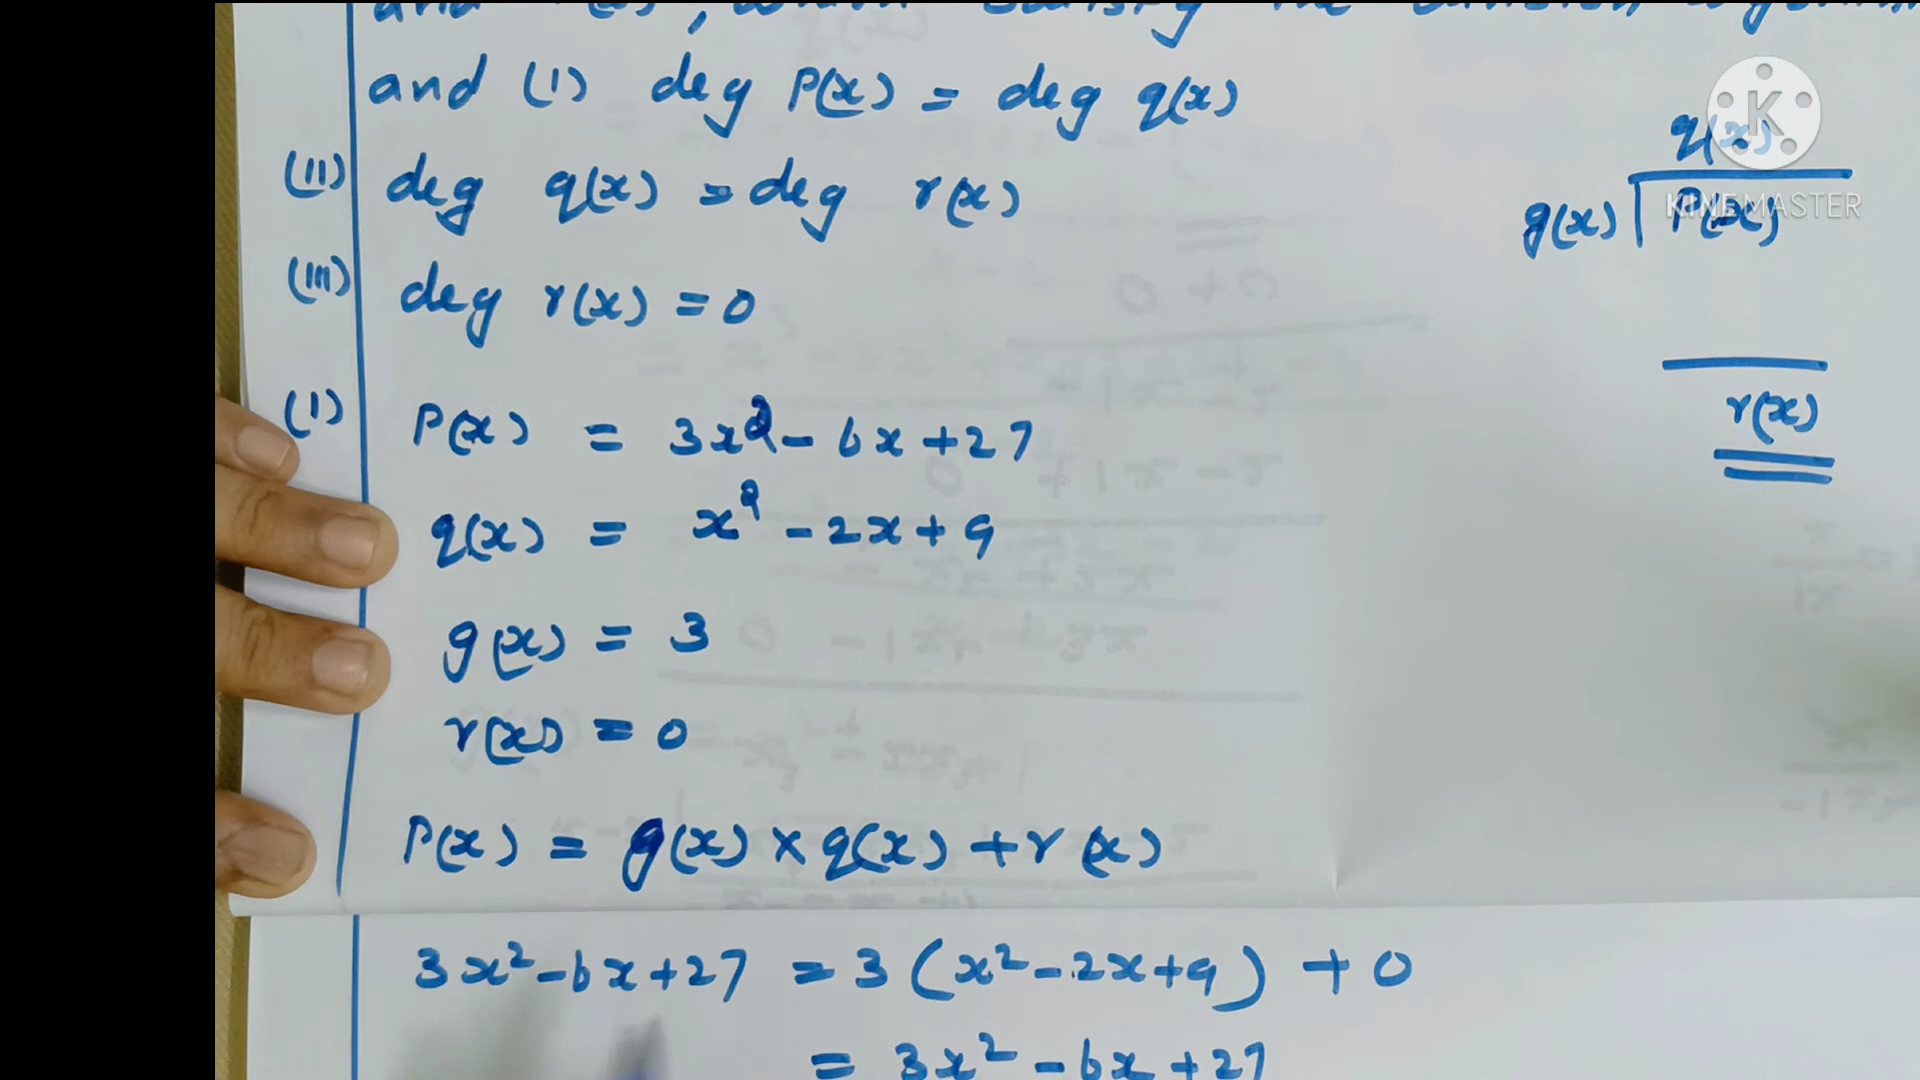 and (I) deg P(x) = deg q(x)
(II) deg q(x) = deg r(x)
(III) deg r(x) = 0
(I) P(x) = 3x² - 6x + 27
q(x) = x² - 2x + 9
g(x) = 3
r(x) = 0
P(x) = g(x) × q(x) + r(x)
3x² - 6x + 27 = 3 (x² - 2x + 9) + 0
= 3x² - 6x + 27
q(x)
g(x) P(x)
r(x)
K
KINEMASTER